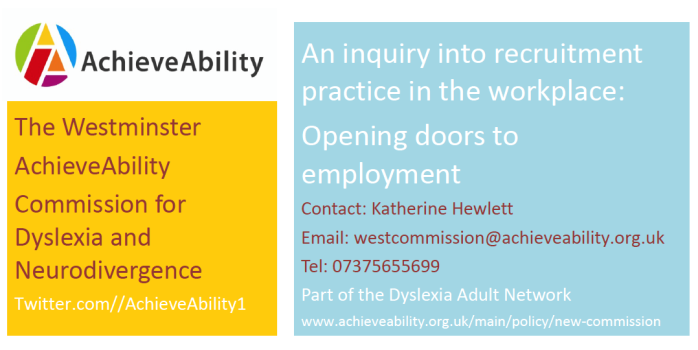 AchieveAbility
The Westminster
AchieveAbility
Commission for
Dyslexia and
Neurodivergence
Twitter.com//AchieveAbility1
An inquiry into recruitment
practice in the workplace:
Opening doors to
employment
Contact: Katherine Hewlett
Email: westcommission@achieveability.org.uk
Tel: 07375655699
Part of the Dyslexia Adult Network
www.achieveability.org.uk/main/policy/new-commission